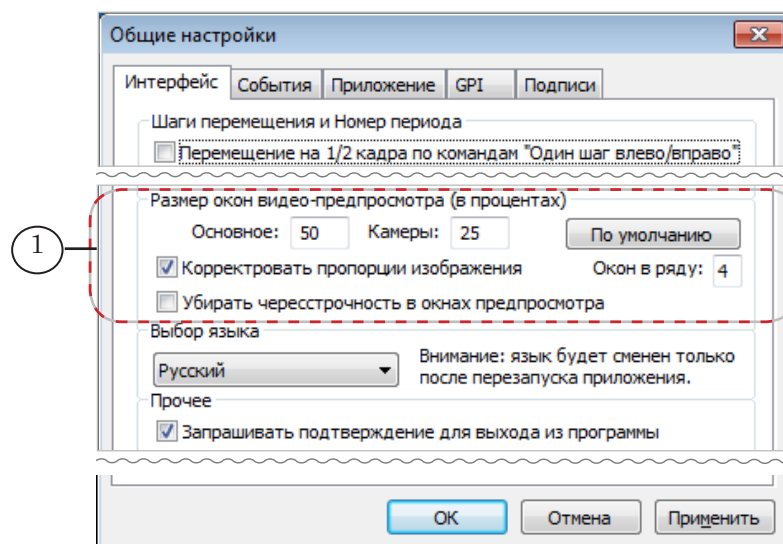 Общие настройки
Интерфейс События Приложение GPI Подписи
Шаги перемещения и Номер периода
Перемещение на 1/2 кадра по командам "Один шаг влево/вправо"
Размер окон видео-предпросмотра (в процентах)
1
Основное: 50 Камеры: 25 По умолчанию
Корректровать пропорции изображения Окон в ряду: 4
Убирать чересстрочность в окнах предпросмотра
Выбор языка
Русский
Внимание: язык будет сменен только
после перезапуска приложения.
Прочее
Запрашивать подтверждение для выхода из программы
OK Отмена Применить